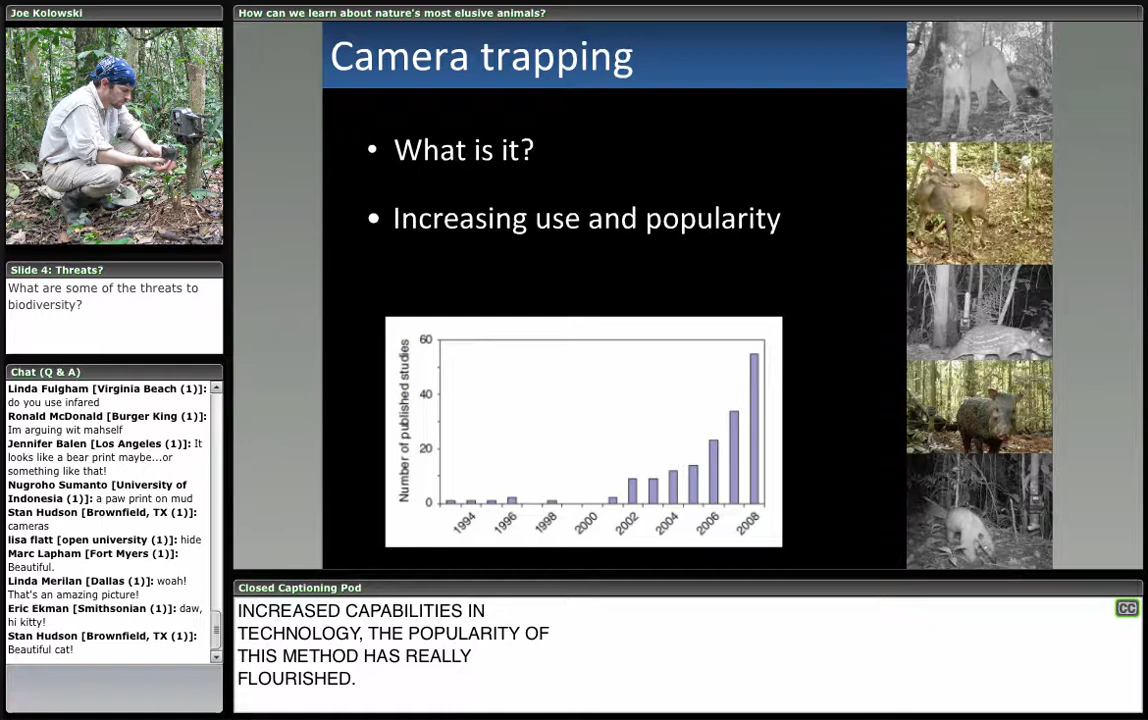 Joe Kolowski
How can we learn about nature's most elusive animals?
Camera trapping
• What is it?
• Increasing use and popularity
Number of published studies
60
40
20
0
1994
1996
1998
2000
2002
2004
2006
2008
Slide 4: Threats?
What are some of the threats to
biodiversity?
Chat (Q & A)
Linda Fulgham [Virginia Beach (1)]:
do you use infared
Ronald McDonald [Burger King (1)]:
Im arguing wit mahself
Jennifer Balen [Los Angeles (1)]: It
looks like a bear print maybe...or
something like that!
Nugroho Sumanto [University of
Indonesia (1)]: a paw print on mud
Stan Hudson [Brownfield, TX (1)]:
cameras
lisa flatt [open university (1)]: hide
Marc Lapham [Fort Myers (1)]:
Beautiful.
Linda Merilan [Dallas (1)]: woah!
That's an amazing picture!
Eric Ekman [Smithsonian (1)]: daw,
hi kitty!
Stan Hudson [Brownfield, TX (1)]:
Beautiful cat!
Closed Captioning Pod
INCREASED CAPABILITIES IN
TECHNOLOGY, THE POPULARITY OF
THIS METHOD HAS REALLY
FLOURISHED.
CC